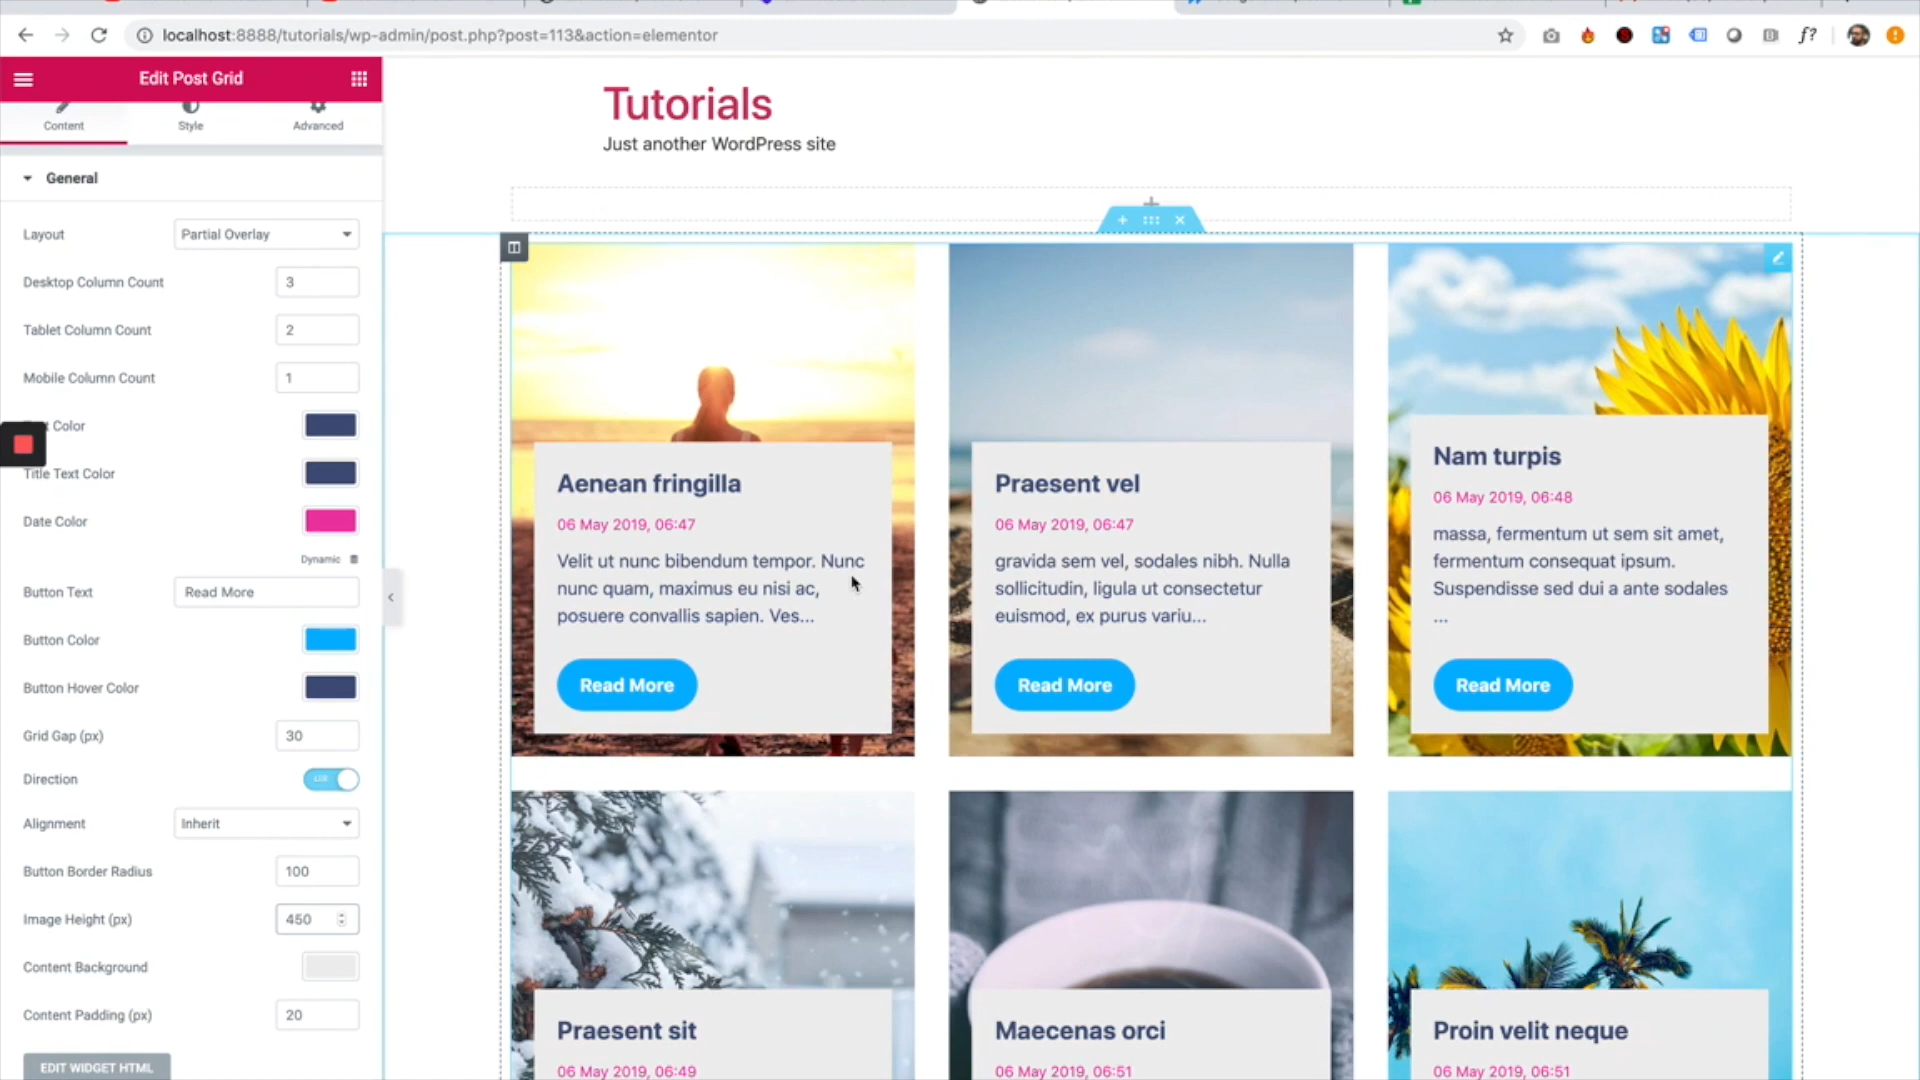 localhost:8888/tutorials/wp-admin/post.php?post=113&action=elementor
f?
Edit Post Grid
Content
Style
Advanced
General
Layout
Partial Overlay
Desktop Column Count
3
Tablet Column Count
2
Mobile Column Count
1
Color
Title Text Color
Date Color
Dynamic
Button Text
Read More
Button Color
Button Hover Color
Grid Gap (px)
30
Direction
Alignment
Inherit
Button Border Radius
100
Image Height (px)
450
Content Background
Content Padding (px)
20
EDIT WIDGET HTML
Tutorials
Just another WordPress site
Aenean fringilla
06 May 2019, 06:47
Velit ut nunc bibendum tempor. Nunc
nunc quam, maximus eu nisi ac,
posuere convallis sapien. Ves...
Read More
Praesent vel
06 May 2019, 06:47
gravida sem vel, sodales nibh. Nulla
sollicitudin, ligula ut consectetur
euismod, ex purus variu...
Read More
Nam turpis
06 May 2019, 06:48
massa, fermentum ut sem sit amet,
fermentum consequat ipsum.
Suspendisse sed dui a ante sodales
...
Read More
Praesent sit
06 May 2019, 06:49
Maecenas orci
06 May 2019, 06:51
Proin velit neque
06 May 2019, 06:51